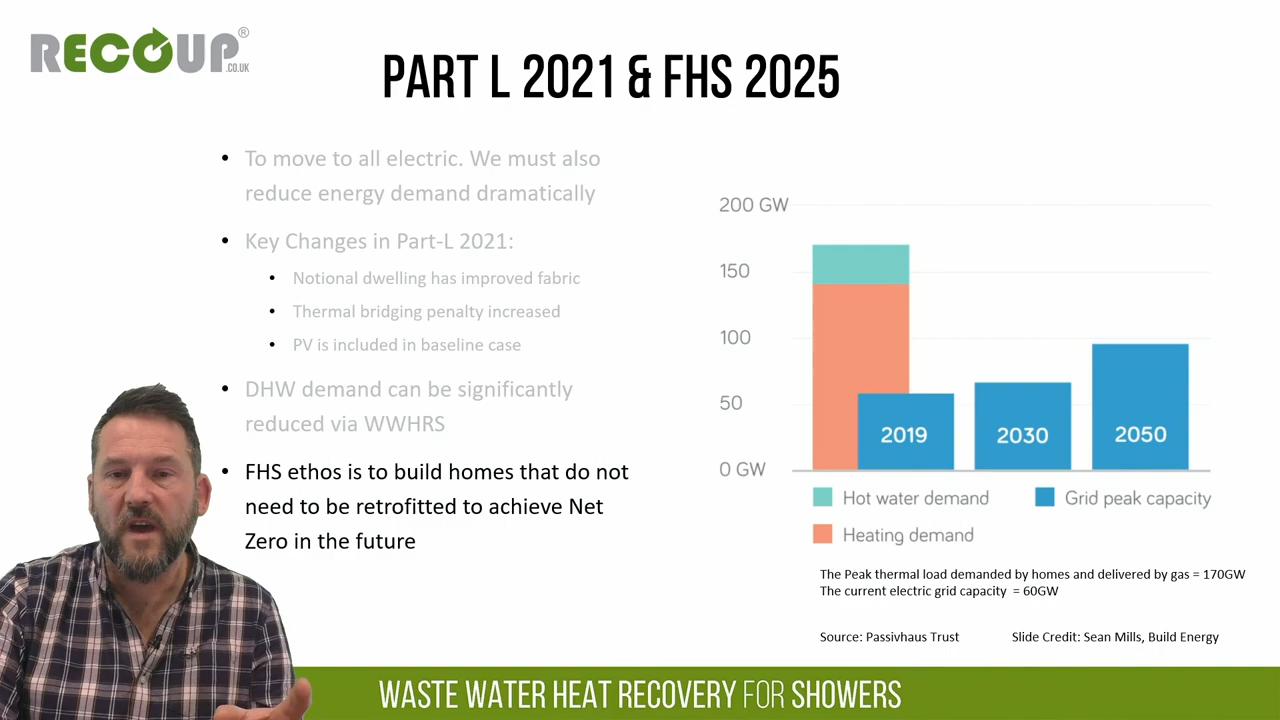 RECOUP®
.CO.UK
PART L 2021 & FHS 2025
• To move to all electric. We must also
reduce energy demand dramatically
• Key Changes in Part-L 2021:
• Notional dwelling has improved fabric
• Thermal bridging penalty increased
• PV is included in baseline case
• DHW demand can be significantly
reduced via WWHRS
• FHS ethos is to build homes that do not
need to be retrofitted to achieve Net
Zero in the future
200 GW
150
100
50
0 GW
2019
2030
2050
Hot water demand
Grid peak capacity
Heating demand
The Peak thermal load demanded by homes and delivered by gas = 170GW
The current electric grid capacity = 60GW
Source: Passivhaus Trust
Slide Credit: Sean Mills, Build Energy
WASTE WATER HEAT RECOVERY FOR SHOWERS